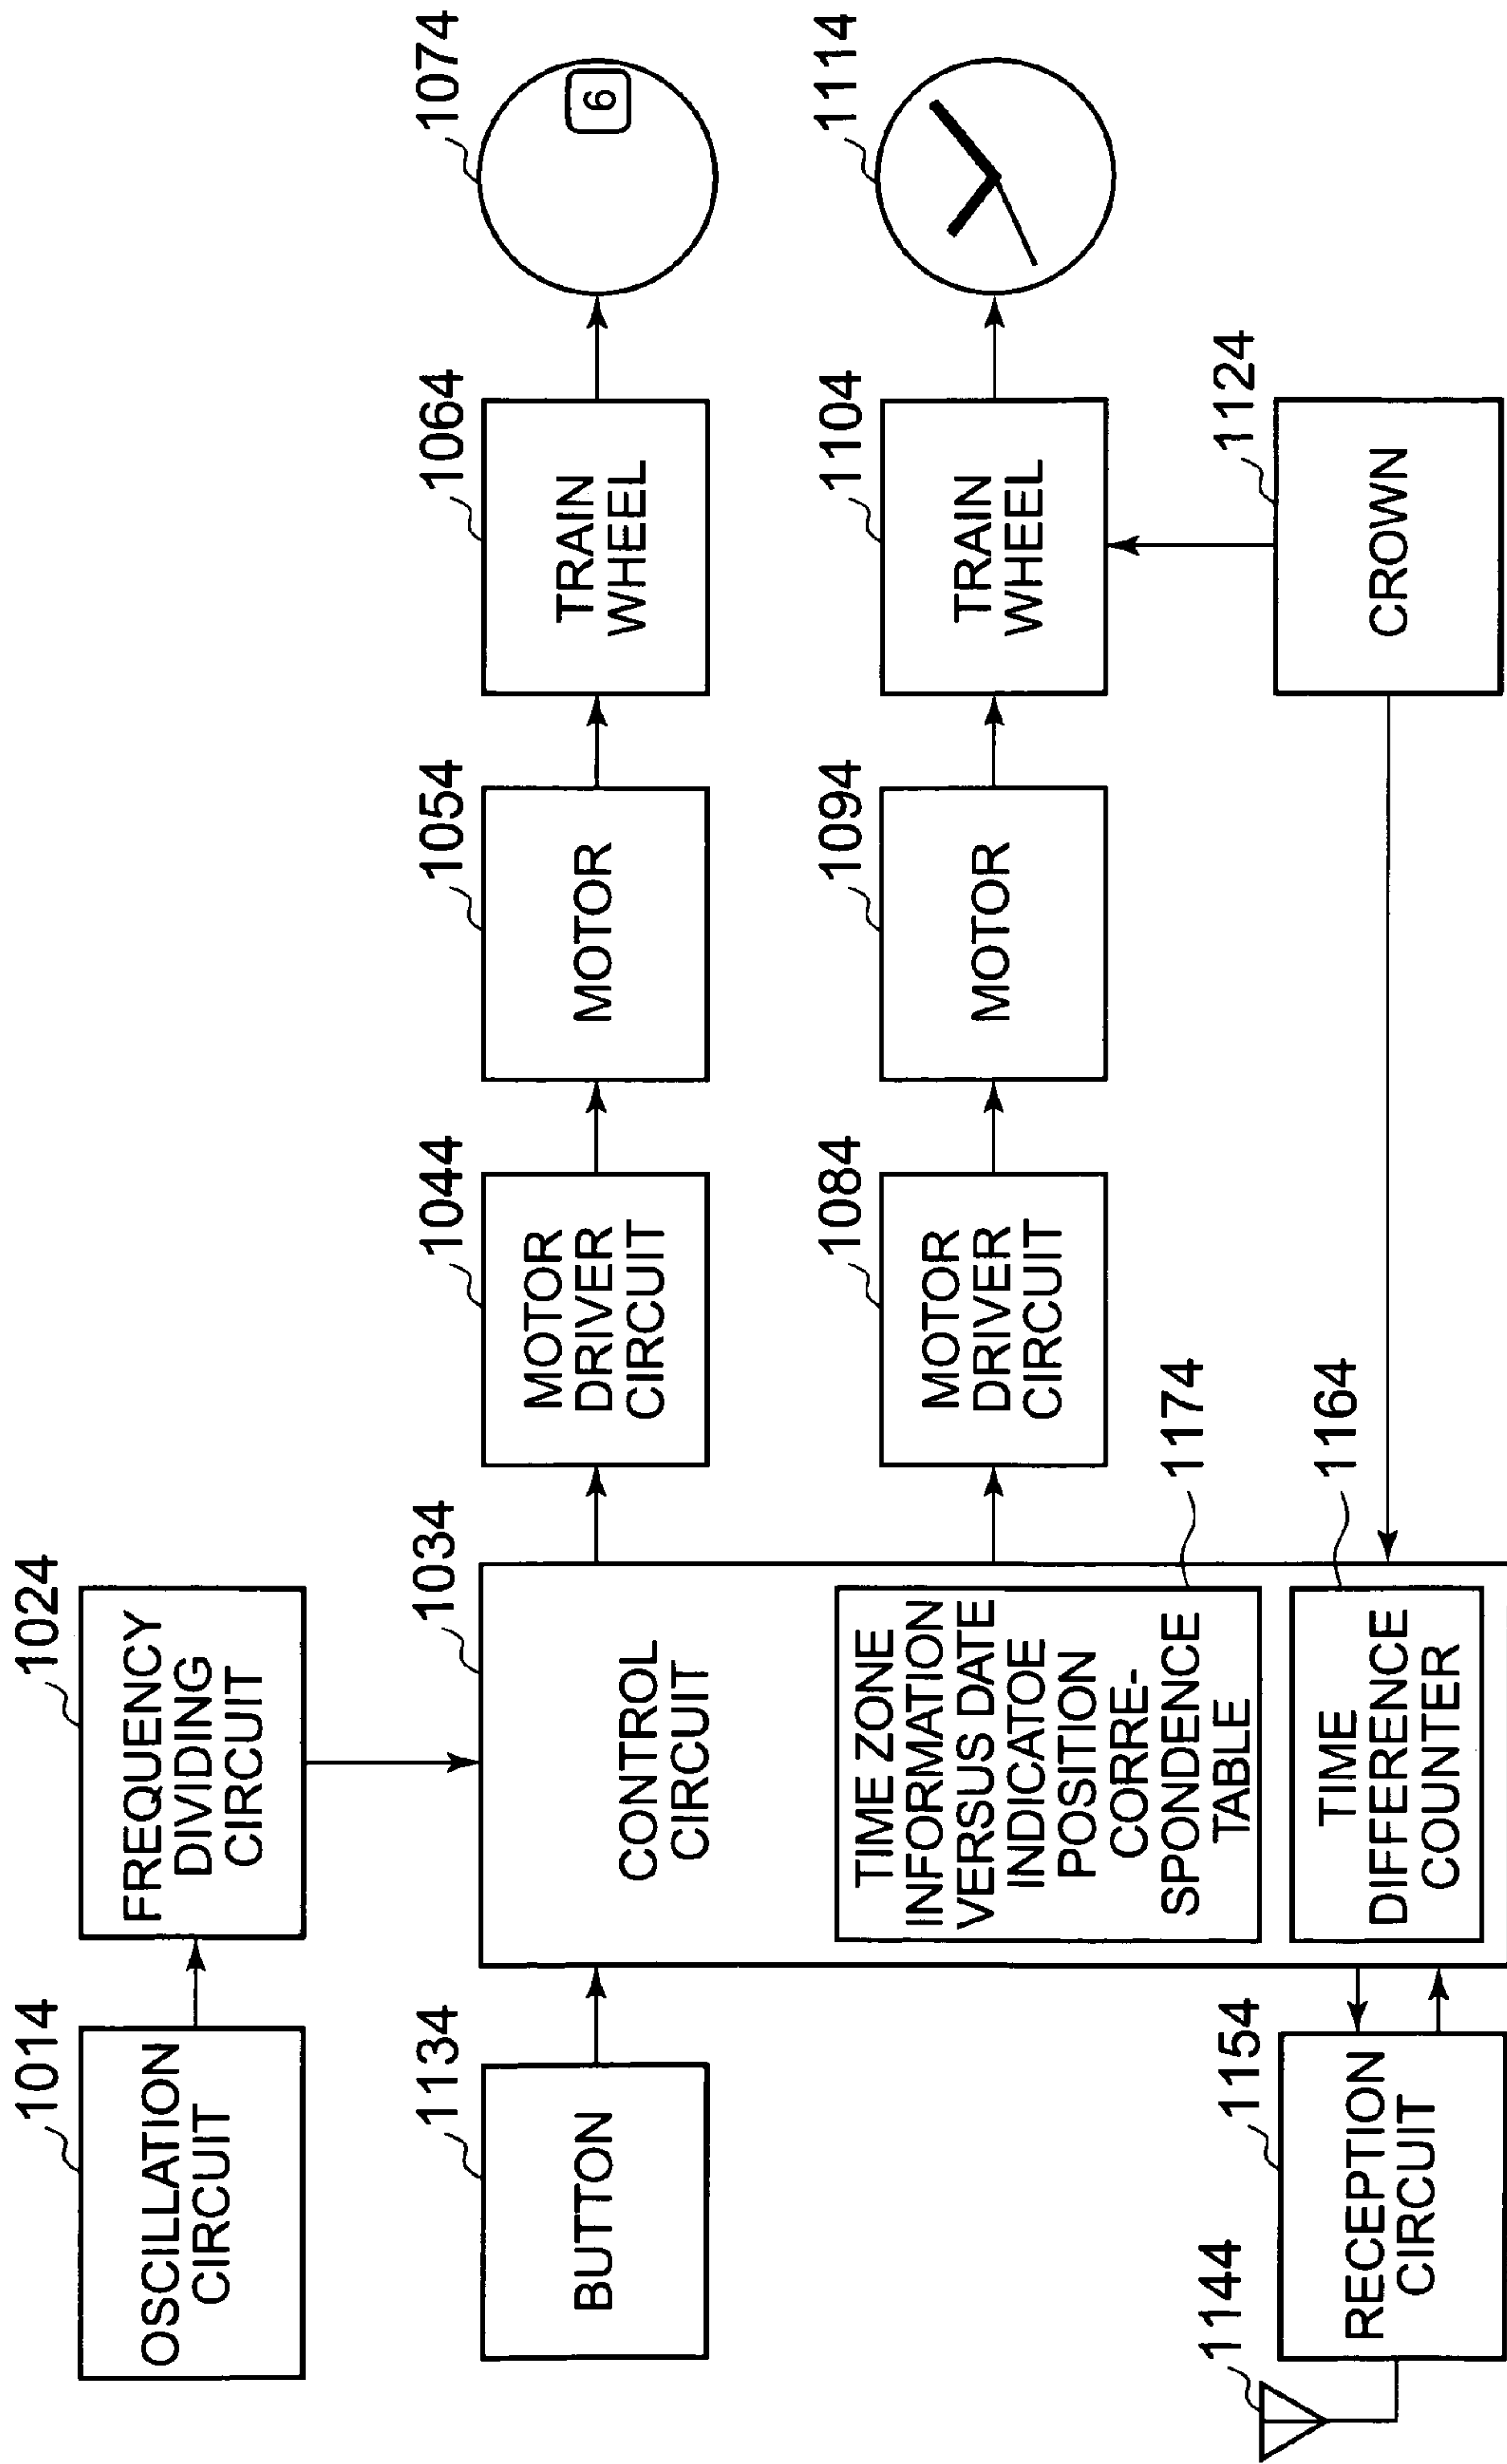 1014
OSCILLATION
CIRCUIT
1024
FREQUENCY
DIVIDING
CIRCUIT
1134
BUTTON
1034
CONTROL
CIRCUIT
1044
MOTOR
DRIVER
CIRCUIT
1054
MOTOR
1064
TRAIN
WHEEL
1074
6
1084
MOTOR
DRIVER
CIRCUIT
1094
MOTOR
1104
TRAIN
WHEEL
1114
TIME ZONE
INFORMATION
VERSUS DATE
INDICATOE
POSITION
CORRE-
SPONDENCE
TABLE
1174
TIME
DIFFERENCE
COUNTER
1164
1124
CROWN
1144
1154
RECEPTION
CIRCUIT